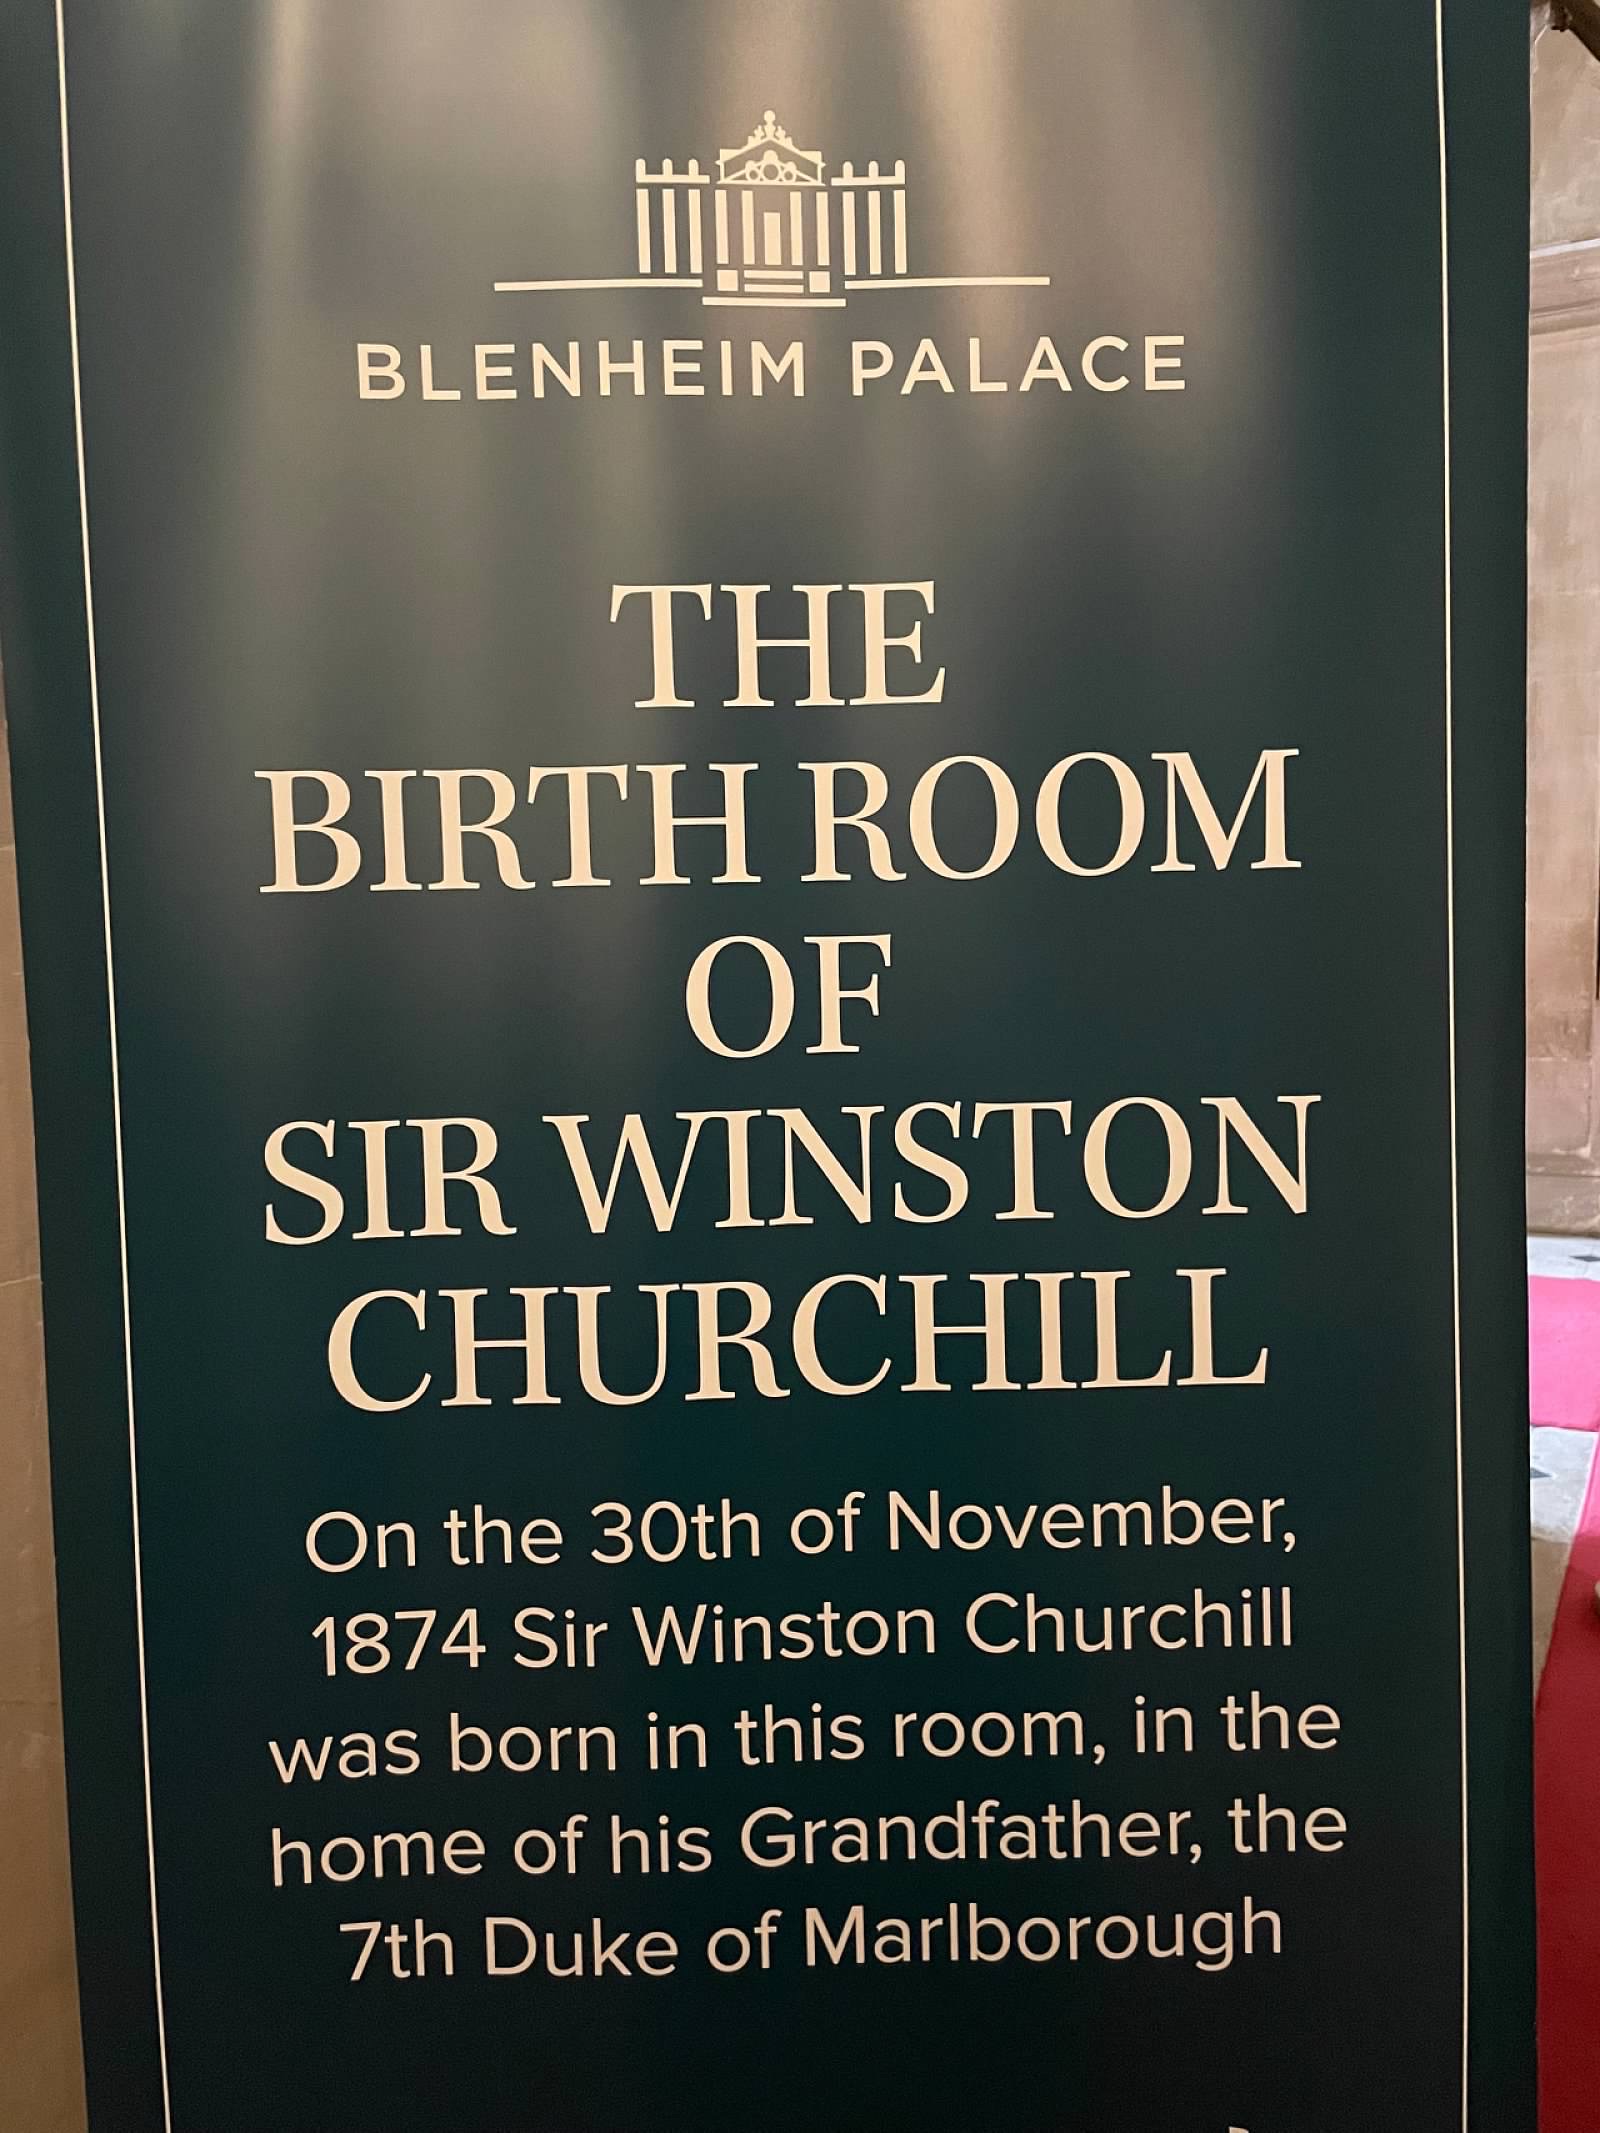 BLENHEIM PALACE
THE
BIRTH ROOM
OF
SIR WINSTON
CHURCHILL
On the 30th of November,
1874 Sir Winston Churchill
was born in this room, in the
home of his Grandfather, the
7th Duke of Marlborough